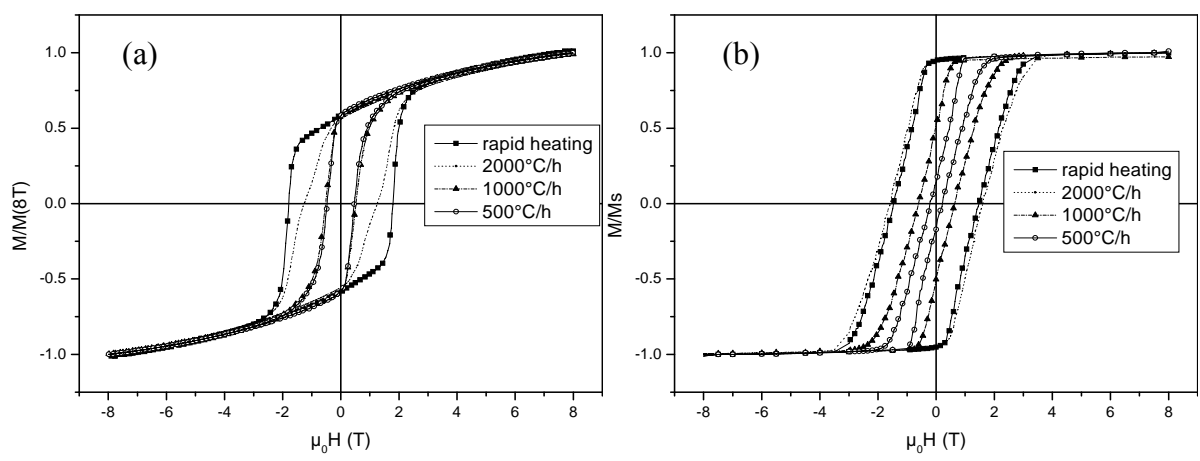 (a)
M/M(8T)
1.0
0.5
0.0
-0.5
-1.0
rapid heating
2000°C/h
1000°C/h
500°C/h
-8 -6 -4 -2 0 2 4 6 8
μ₀H (T)
(b)
M/Ms
1.0
0.5
0.0
-0.5
-1.0
rapid heating
2000°C/h
1000°C/h
500°C/h
-8 -6 -4 -2 0 2 4 6 8
μ₀H (T)